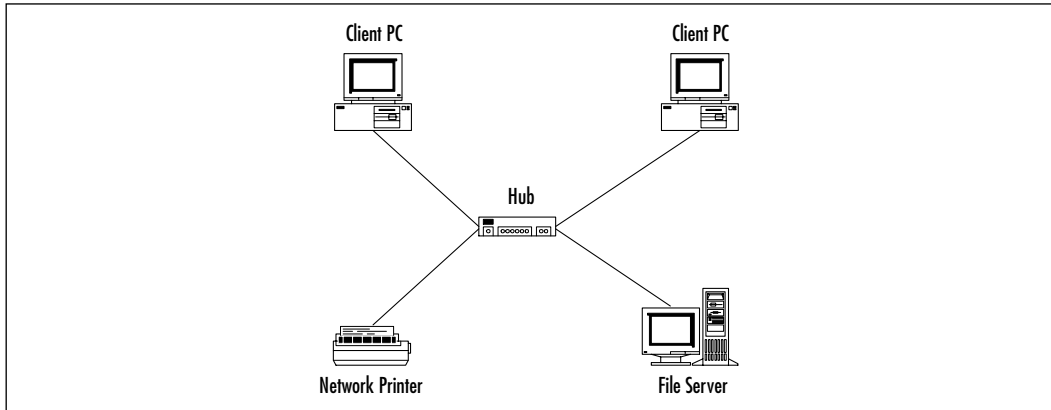 Client PC
Client PC
Hub
Network Printer
File Server